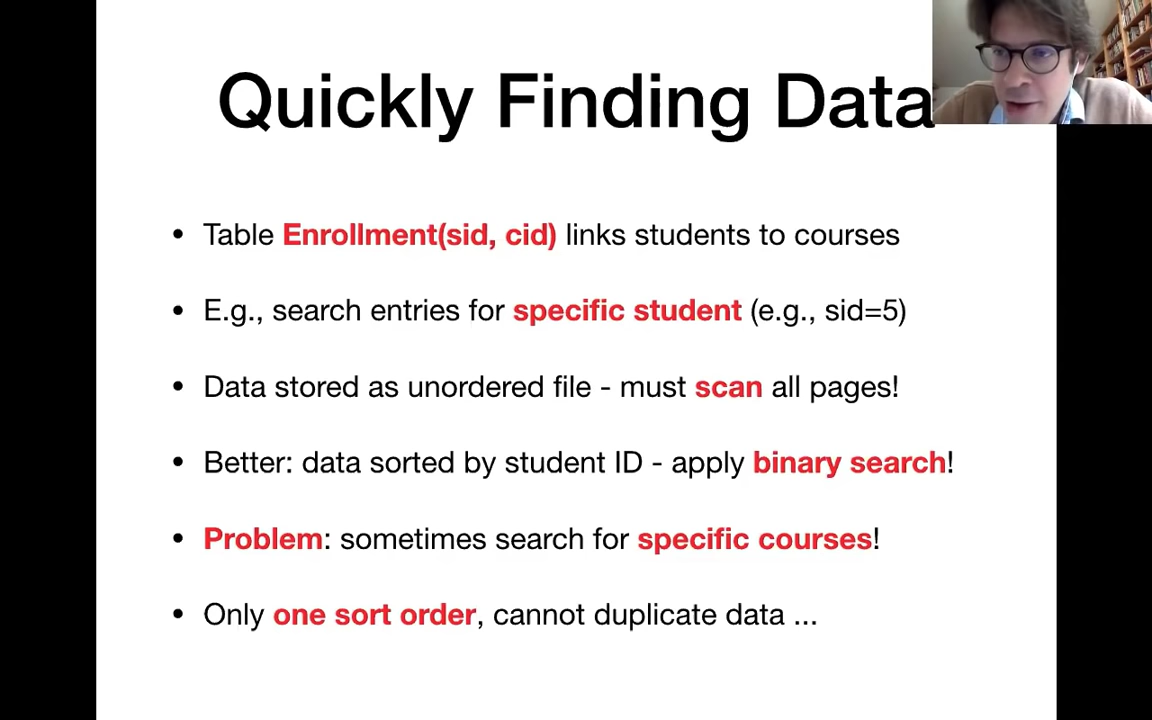 Quickly Finding Data
• Table Enrollment(sid, cid) links students to courses
• E.g., search entries for specific student (e.g., sid=5)
• Data stored as unordered file - must scan all pages!
• Better: data sorted by student ID - apply binary search!
• Problem: sometimes search for specific courses!
• Only one sort order, cannot duplicate data ...